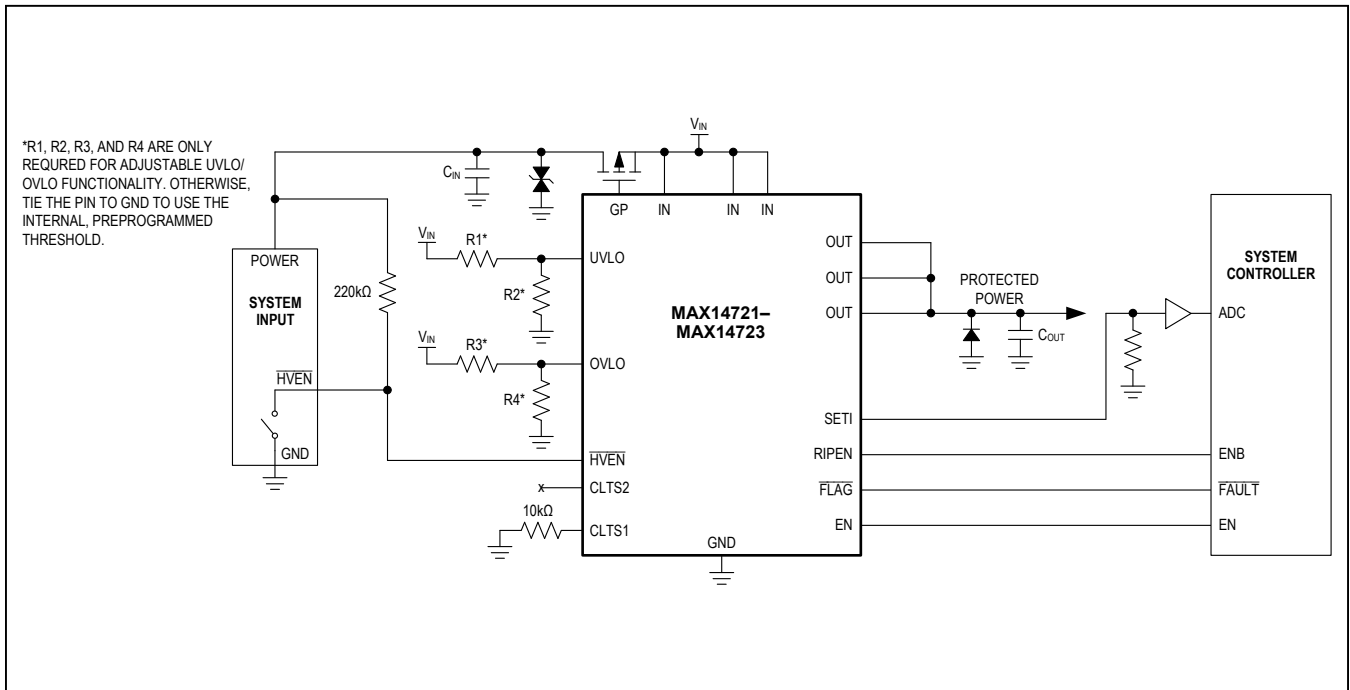 *R1, R2, R3, AND R4 ARE ONLY
REQURED FOR ADJUSTABLE UVLO/
OVLO FUNCTIONALITY. OTHERWISE,
TIE THE PIN TO GND TO USE THE
INTERNAL, PREPROGRAMMED
THRESHOLD.
VIN
CIN
GP IN IN IN
POWER
SYSTEM
INPUT
HVEN
GND
220kΩ
VIN
R1*
R2*
VIN
R3*
R4*
10kΩ
x
UVLO
OVLO
HVEN
CLTS2
CLTS1
MAX14721–
MAX14723
GND
OUT
OUT
OUT
SETI
RIPEN
FLAG
EN
PROTECTED
POWER
COUT
SYSTEM
CONTROLLER
ADC
ENB
FAULT
EN